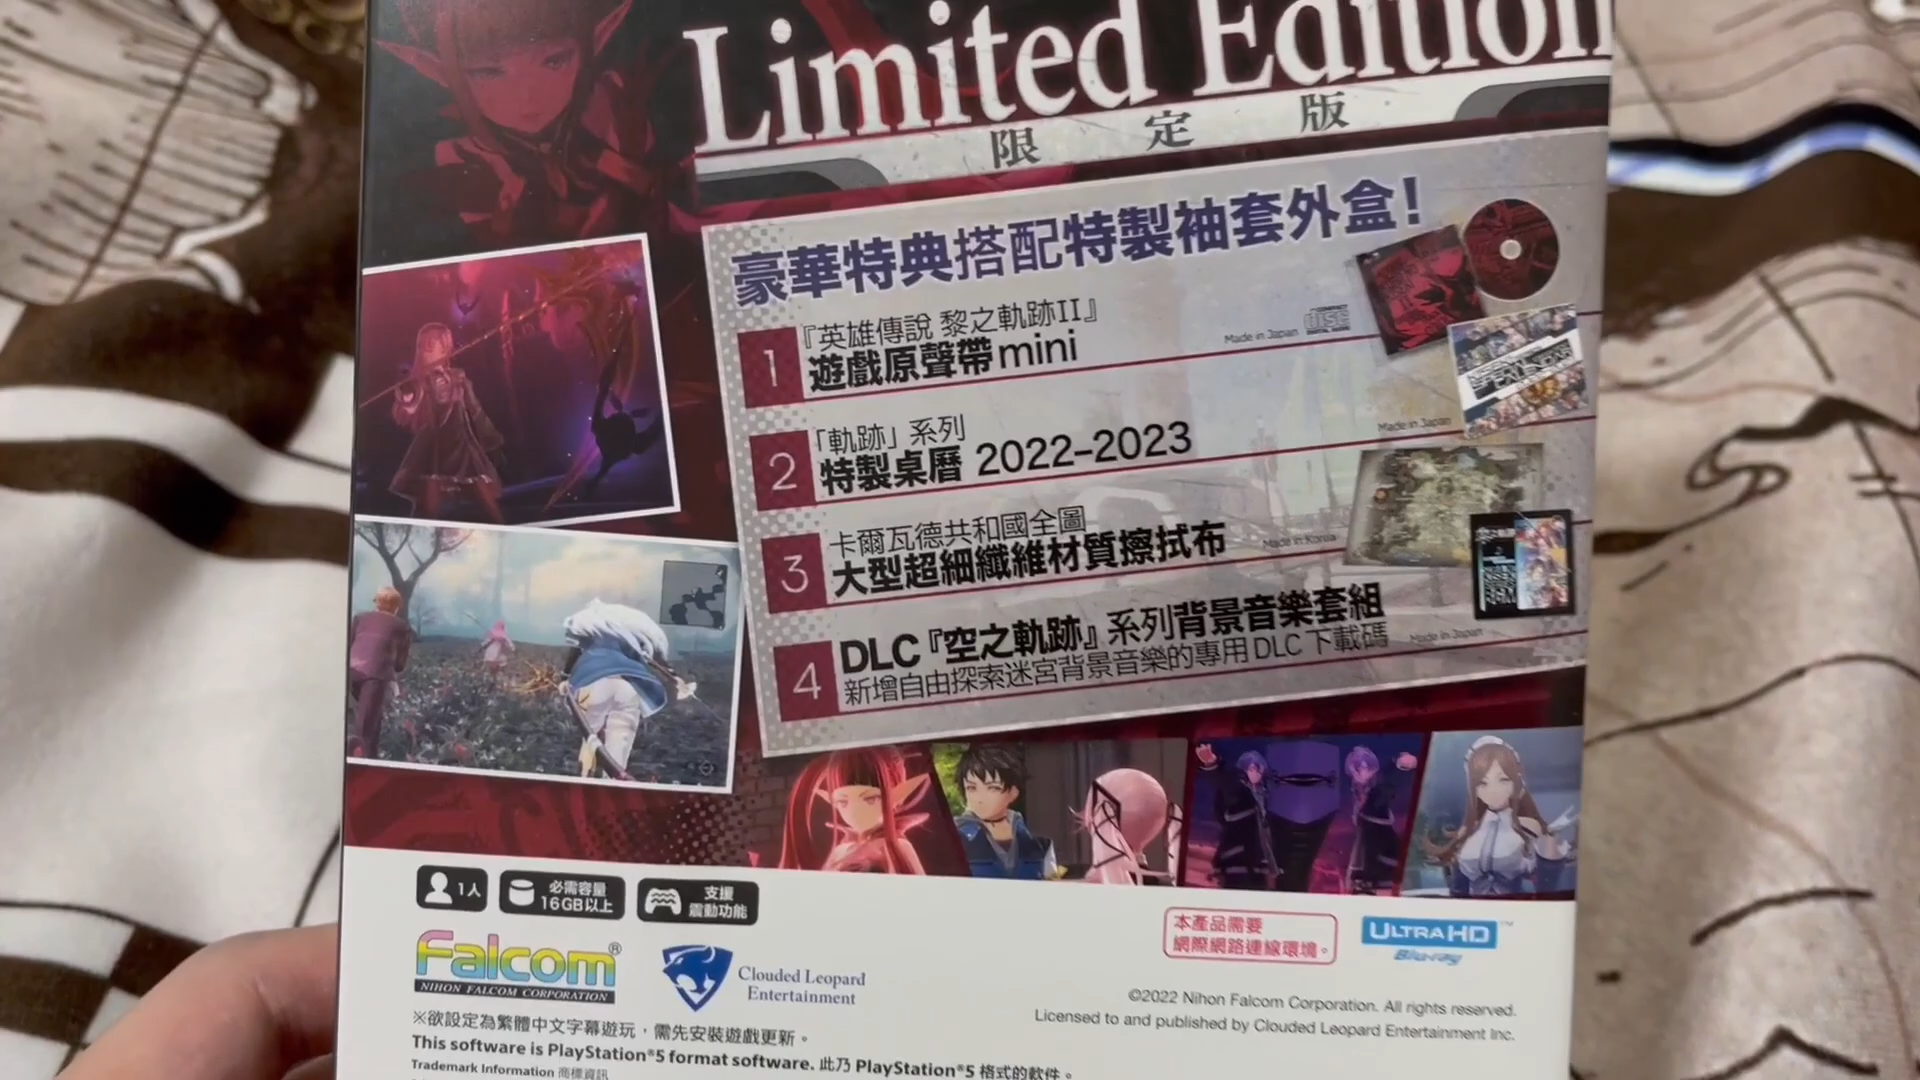 Limited Edition
限定版
豪華特典搭配特製袖套外盒！
1
『英雄傳說 黎之軌跡II』
遊戲原聲帶mini
Made in Japan
COMPACT
disc
DIGITAL AUDIO
2
「軌跡」系列
特製桌曆 2022-2023
Made in Japan
3
卡爾瓦德共和國全圖
大型超細纖維材質擦拭布
Made in Korea
4
DLC『空之軌跡』系列背景音樂套組
新增自由探索迷宮背景音樂的專用DLC下載碼
Made in Japan
1人
必需容量
16GB以上
支援
震動功能
本產品需要
網際網路連線環境。
ULTRA HD™
Blu-ray
Falcom®
NIHON FALCOM CORPORATION
Clouded Leopard
Entertainment
©2022 Nihon Falcom Corporation. All rights reserved.
Licensed to and published by Clouded Leopard Entertainment Inc.
※欲設定為繁體中文字幕遊玩，需先安裝遊戲更新。
This software is PlayStation®5 format software. 此乃 PlayStation®5 格式的軟件。
Trademark Information 商標資訊